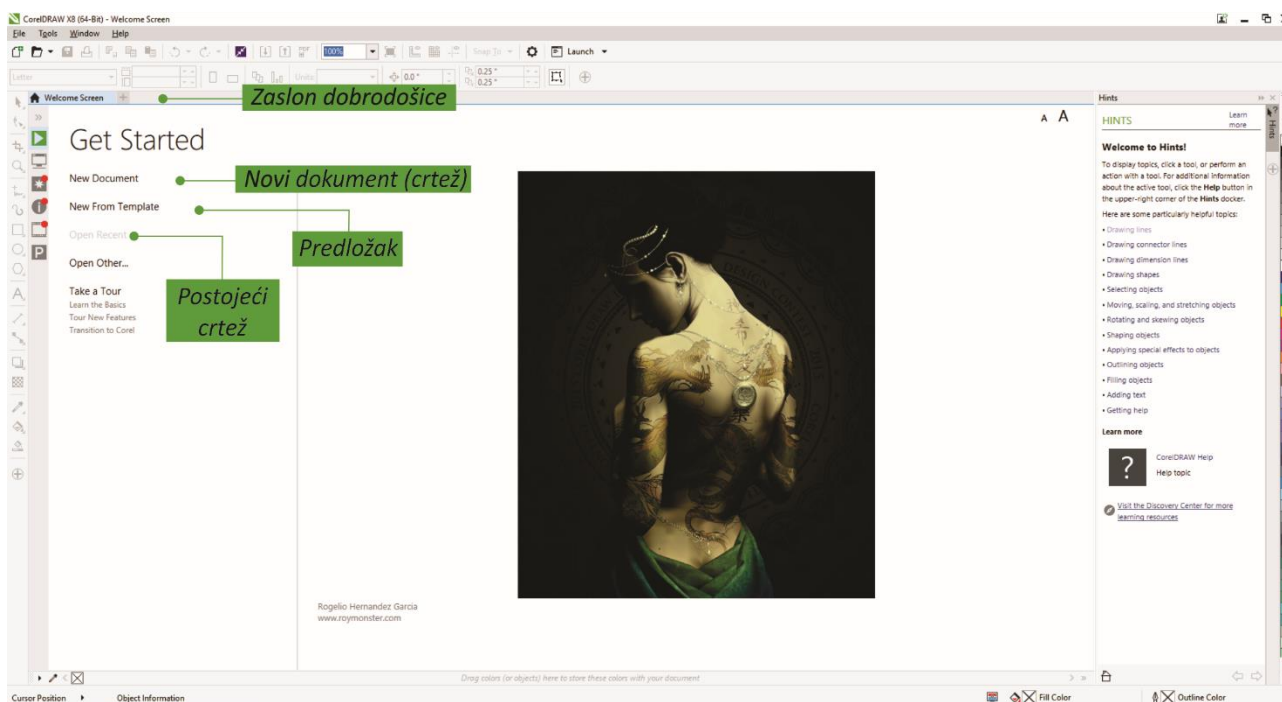 CorelDRAW X8 (64-Bit) - Welcome Screen
File Tools Window Help
100% Snap To Launch
Letter Units: 0.0 " 0.25 "
0.25 "
Welcome Screen
Zaslon dobrodošice
Get Started
New Document
Novi dokument (crtež)
New From Template
Predložak
Open Recent
Open Other...
Postojeći
crtež
Take a Tour
Learn the Basics
Tour New Features
Transition to Corel
A A
Rogelio Hernandez Garcia
www.roymonster.com
Hints
HINTS
Learn
more
Hints
Welcome to Hints!
To display topics, click a tool, or perform an
action with a tool. For additional information
about the active tool, click the Help button in
the upper-right corner of the Hints docker.
Here are some particularly helpful topics:
• Drawing lines
• Drawing connector lines
• Drawing dimension lines
• Drawing shapes
• Selecting objects
• Moving, scaling, and stretching objects
• Rotating and skewing objects
• Shaping objects
• Applying special effects to objects
• Outlining objects
• Filling objects
• Adding text
• Getting help
Learn more
?
CorelDRAW Help
Help topic
Visit the Discovery Center for more
learning resources
Drag colors (or objects) here to store these colors with your document
Cursor Position Object Information Fill Color Outline Color